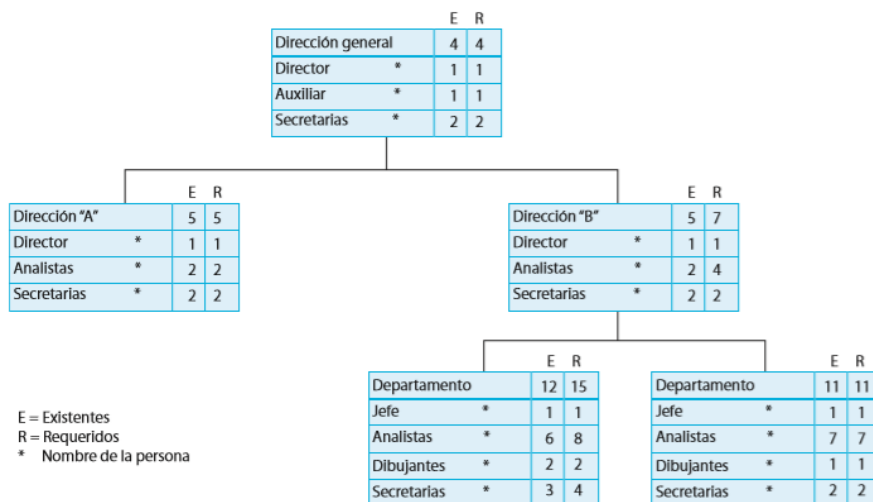 E R
Dirección general 4 4
Director * 1 1
Auxiliar * 1 1
Secretarias * 2 2
E R
Dirección "A" 5 5
Director * 1 1
Analistas * 2 2
Secretarias * 2 2
E R
Dirección "B" 5 7
Director * 1 1
Analistas * 2 4
Secretarias * 2 2
E R
Departamento 12 15
Jefe * 1 1
Analistas * 6 8
Dibujantes * 2 2
Secretarias * 3 4
E R
Departamento 11 11
Jefe * 1 1
Analistas * 7 7
Dibujantes * 1 1
Secretarias * 2 2
E = Existentes
R = Requeridos
* Nombre de la persona